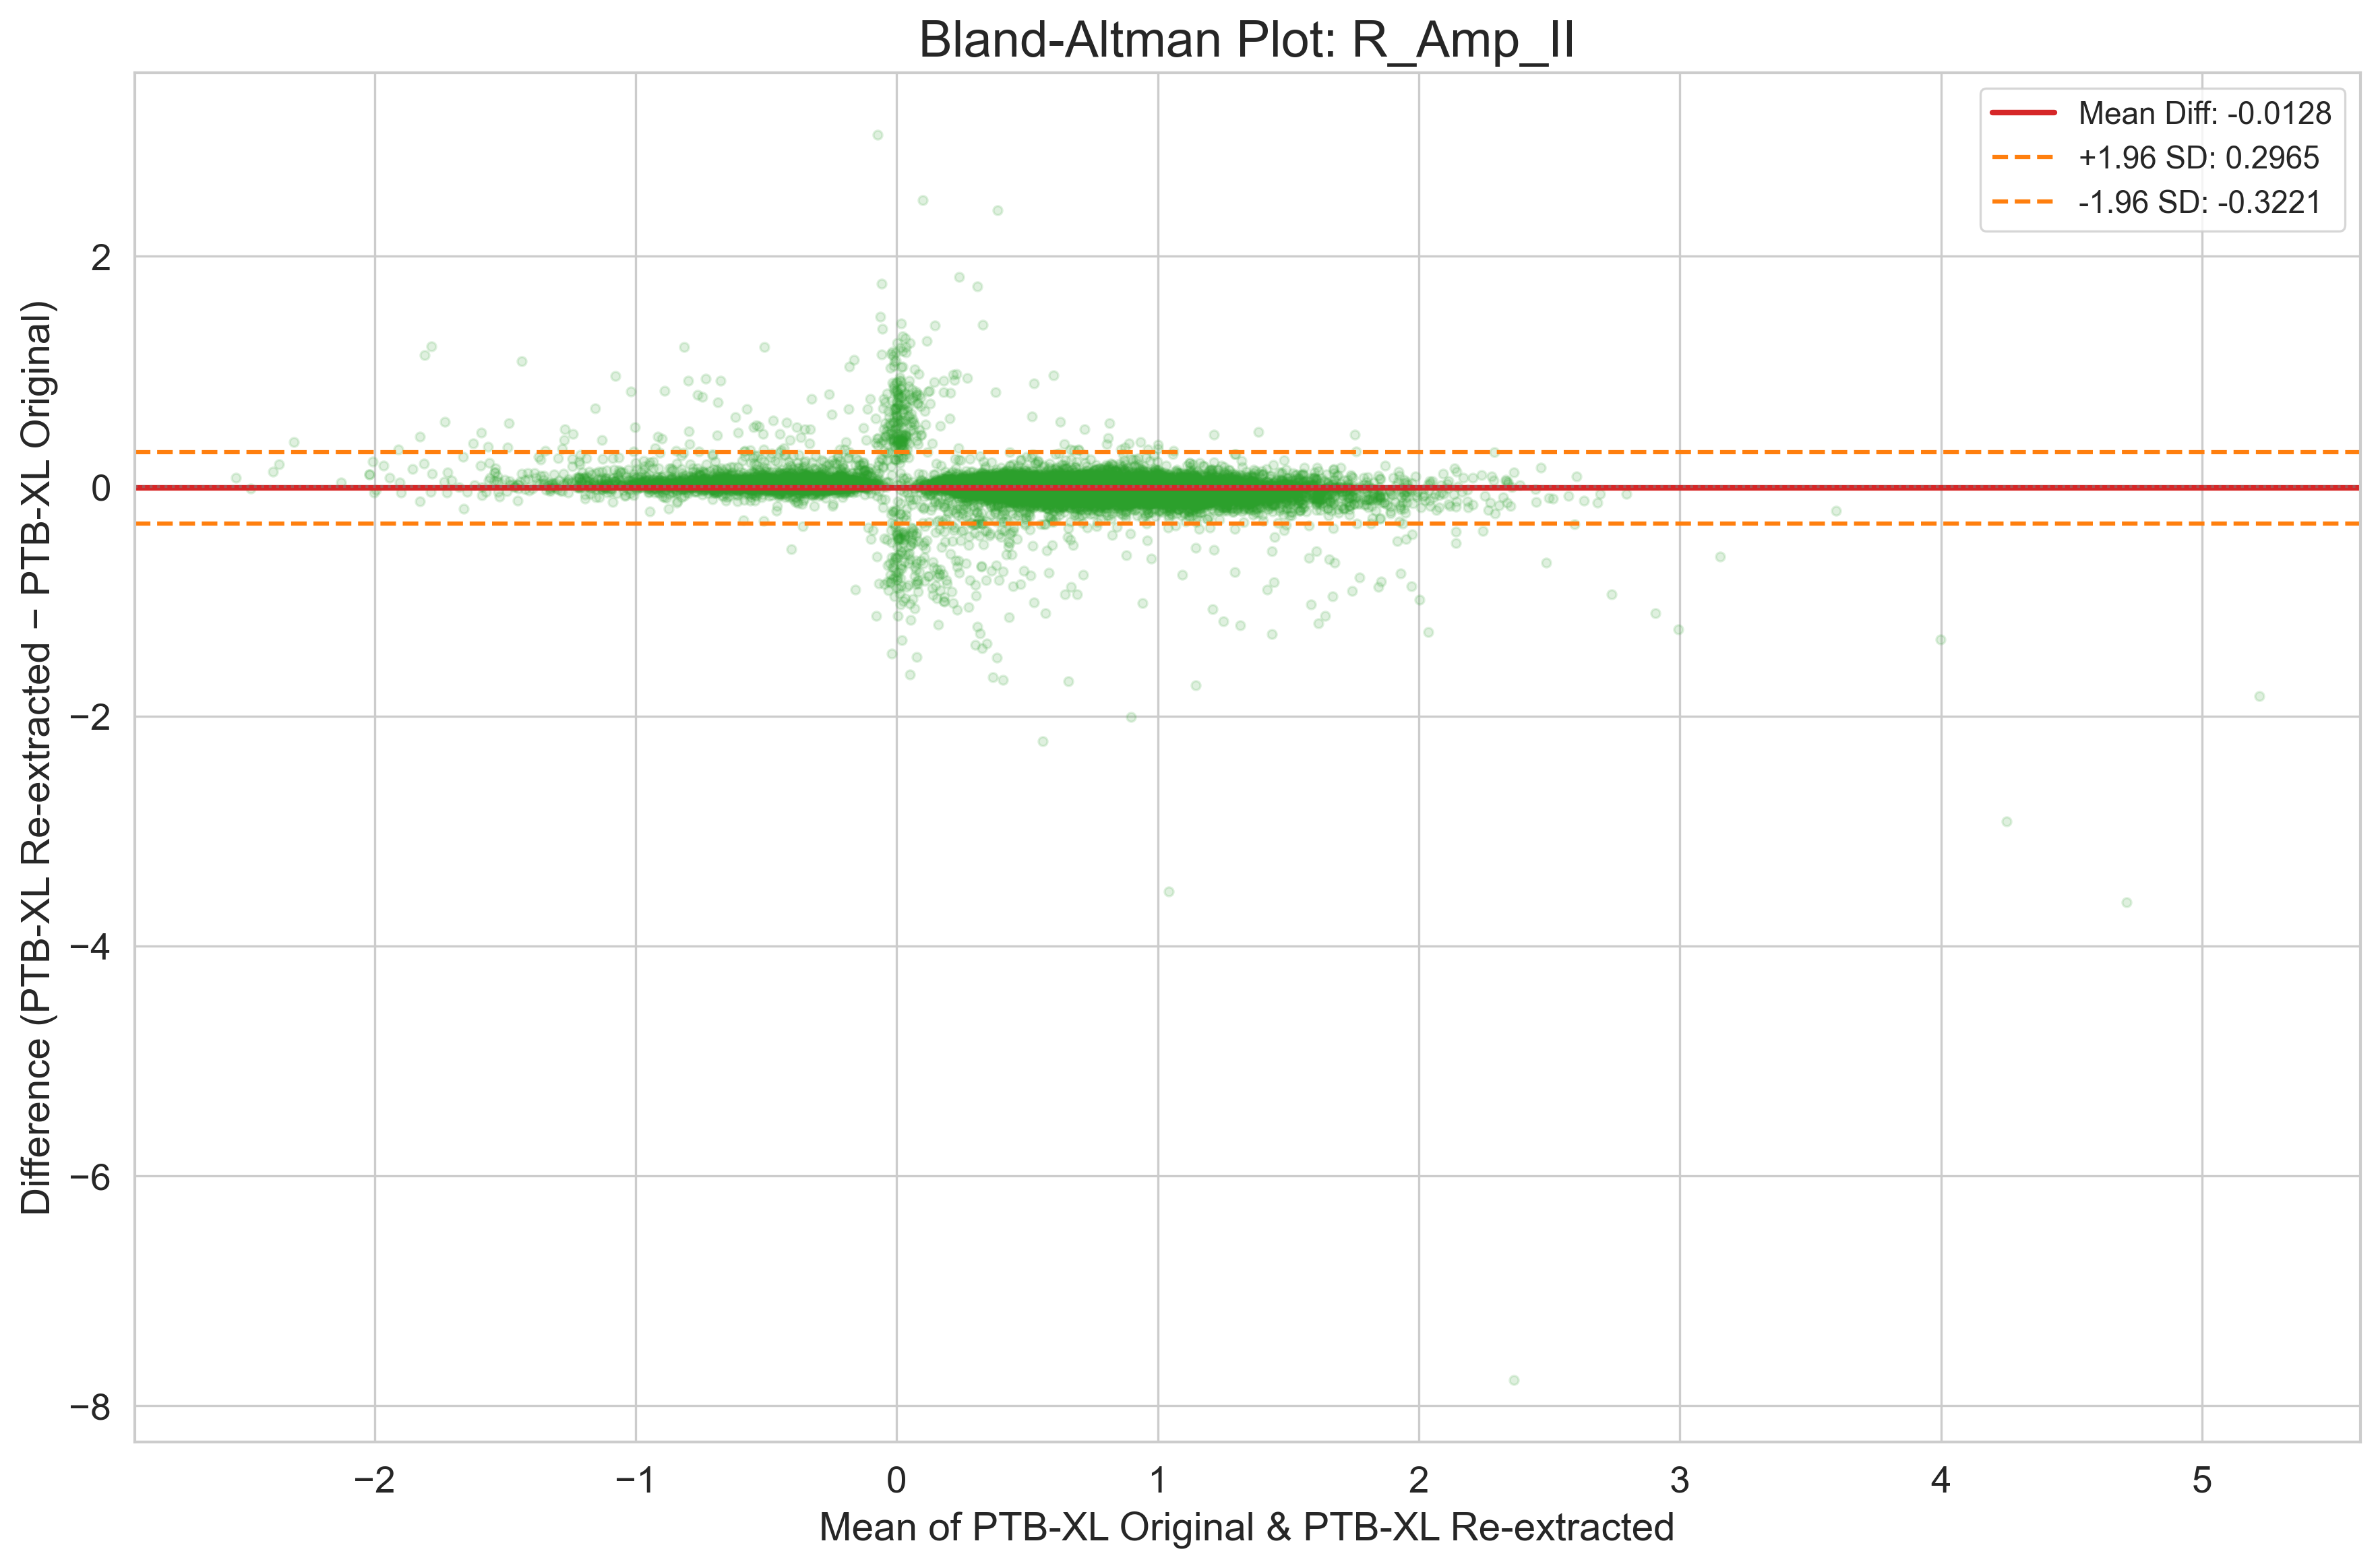 Bland-Altman Plot: R_Amp_II
Mean Diff: -0.0128
+1.96 SD: 0.2965
-1.96 SD: -0.3221
Difference (PTB-XL Re-extracted − PTB-XL Original)
2
0
−2
−4
−6
−8
−2
−1
0
1
2
3
4
5
Mean of PTB-XL Original & PTB-XL Re-extracted